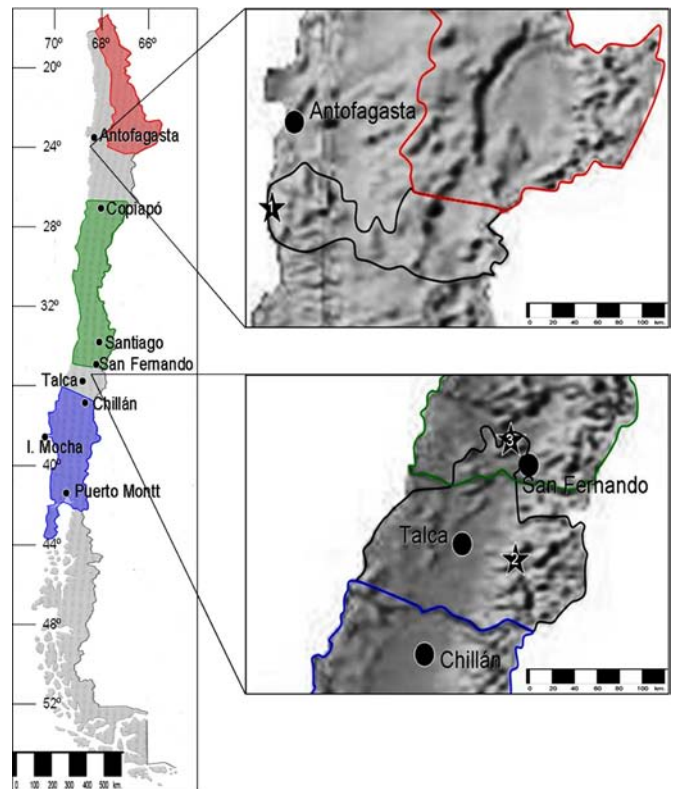 70º 68º 66º
20º
Antofagasta
24º
Copiapó
28º
32º
Santiago
San Fernando
Talca
Chillán
I. Mocha
40º
Puerto Montt
44º
48º
52º
0 100 200 300 400 500 km.
Antofagasta
1
0 20 40 60 80 100 km.
3
San Fernando
Talca
2
Chillán
0 20 40 60 80 100 km.